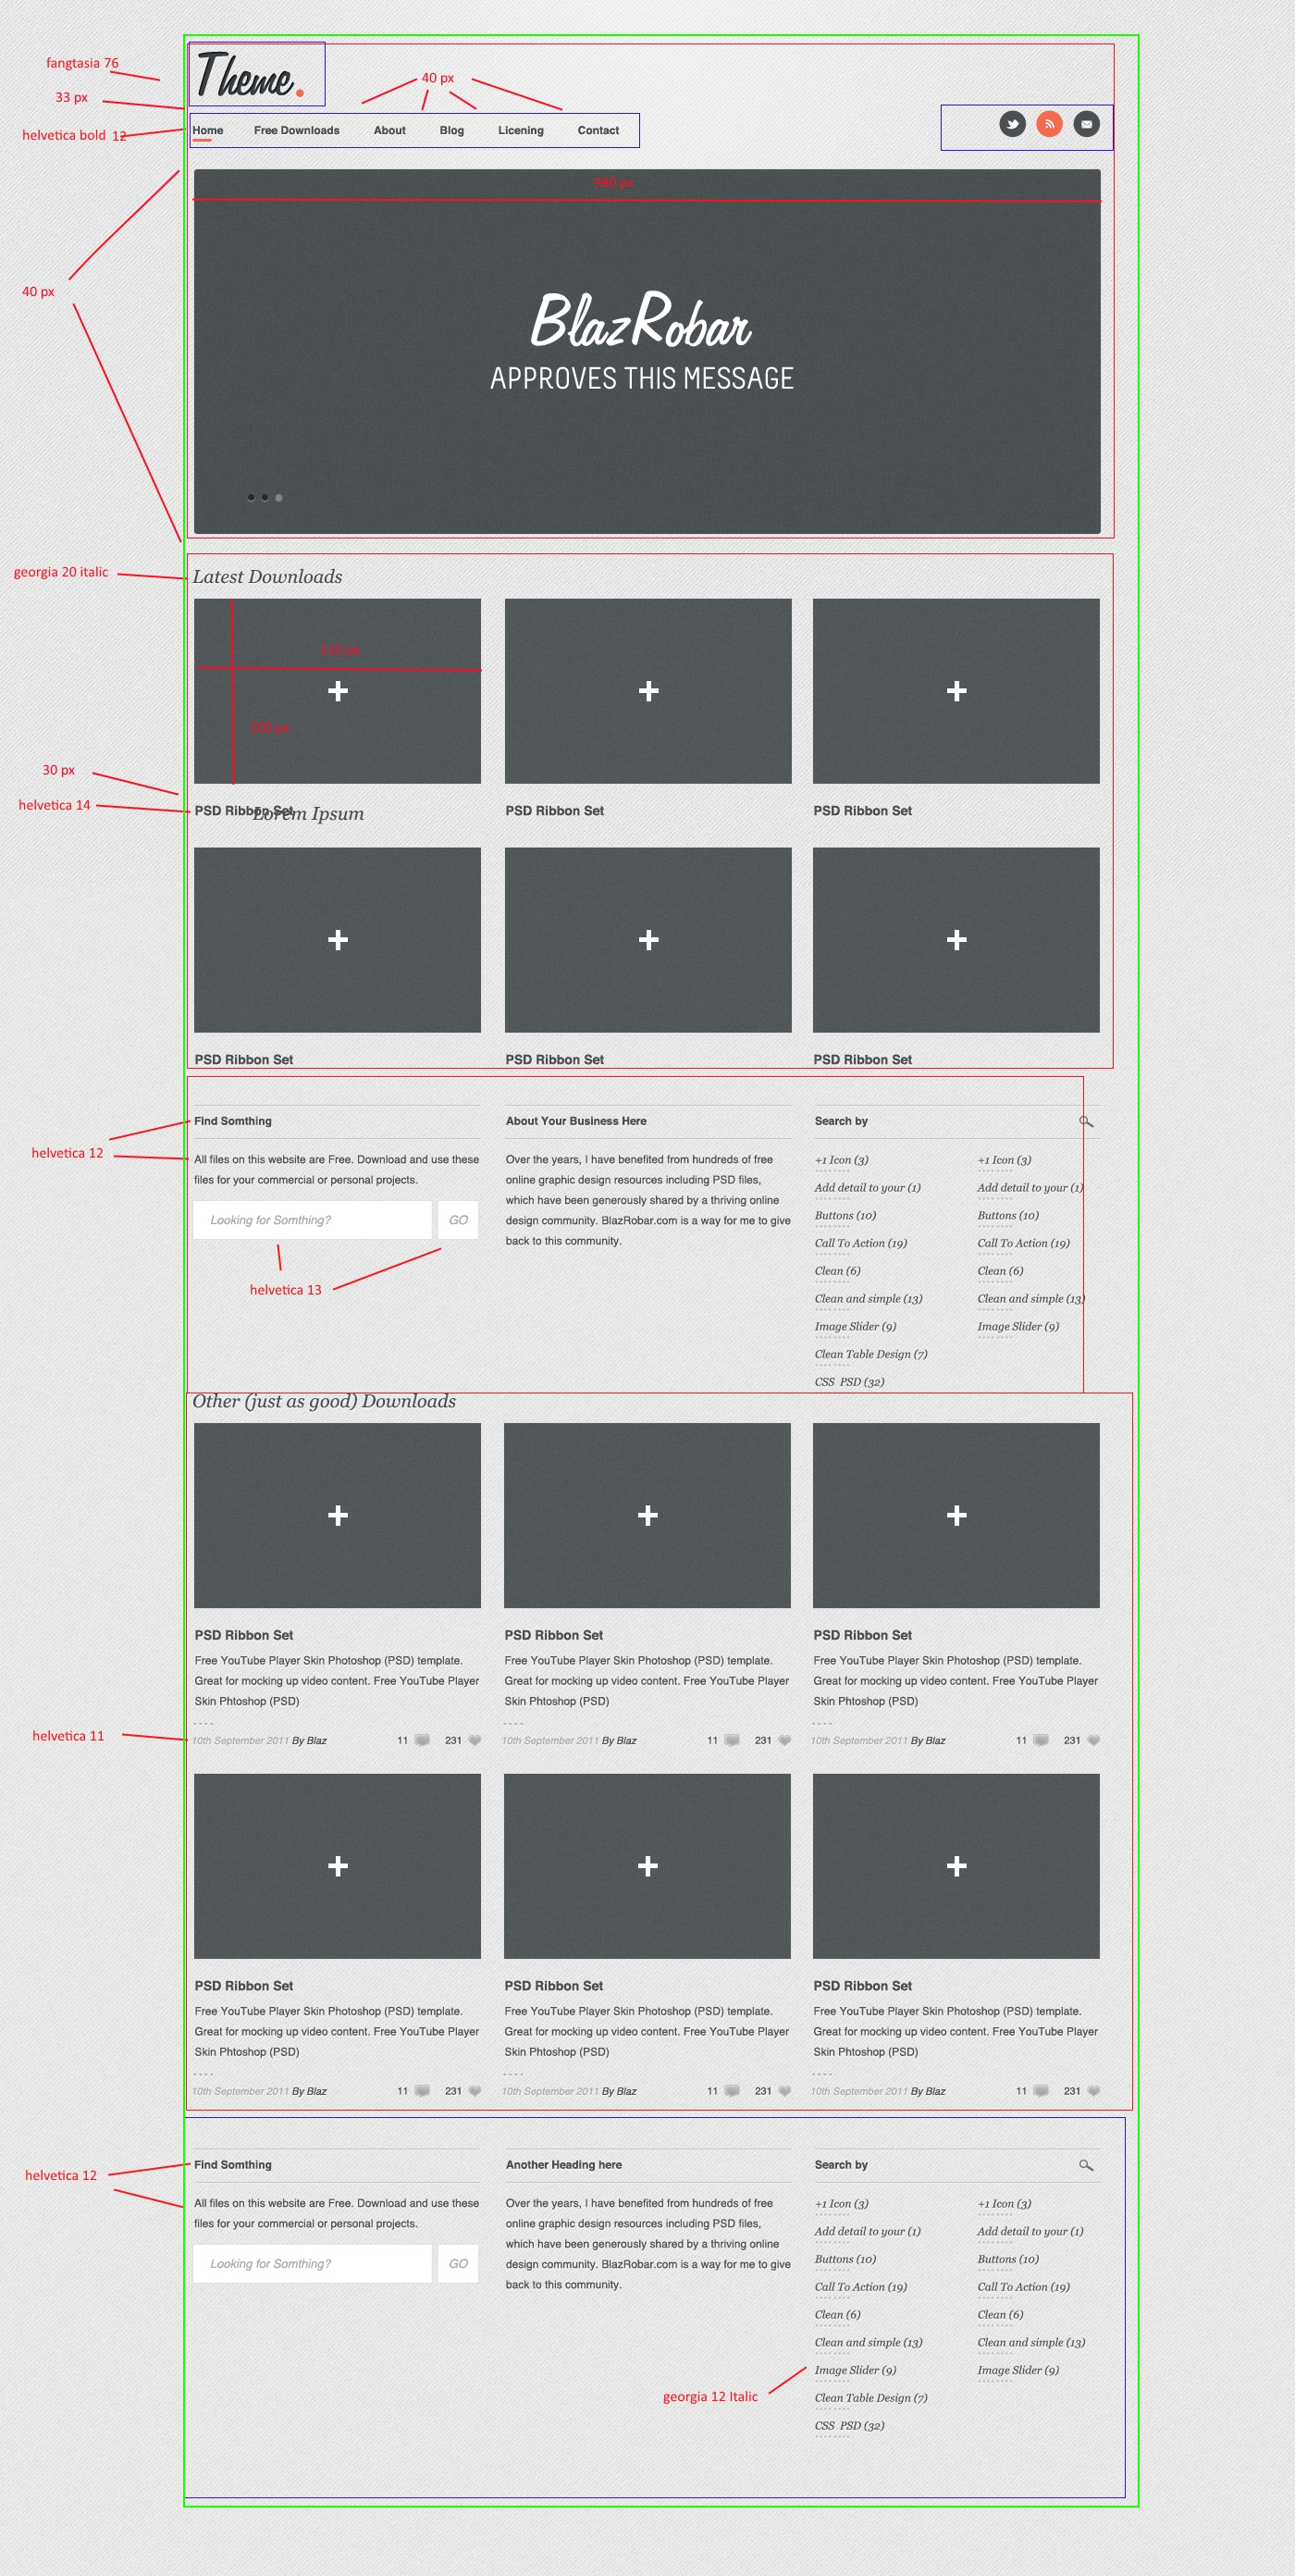 fangtasia 76
Theme.
33 px
40 px
helvetica bold 12
Home Free Downloads About Blog Licening Contact
980 px
40 px
BlazRobar
APPROVES THIS MESSAGE
georgia 20 italic
Latest Downloads
310 px
200 px
30 px
helvetica 14
PSD Ribbon Set
Lorem Ipsum
PSD Ribbon Set
PSD Ribbon Set
PSD Ribbon Set
PSD Ribbon Set
PSD Ribbon Set
helvetica 12
Find Somthing
All files on this website are Free. Download and use these
files for your commercial or personal projects.
Looking for Somthing?
GO
helvetica 13
About Your Business Here
Over the years, I have benefited from hundreds of free
online graphic design resources including PSD files,
which have been generously shared by a thriving online
design community. BlazRobar.com is a way for me to give
back to this community.
Search by
+1 Icon (3)
Add detail to your (1)
Buttons (10)
Call To Action (19)
Clean (6)
Clean and simple (13)
Image Slider (9)
Clean Table Design (7)
CSS PSD (32)
+1 Icon (3)
Add detail to your (1)
Buttons (10)
Call To Action (19)
Clean (6)
Clean and simple (13)
Image Slider (9)
Other (just as good) Downloads
PSD Ribbon Set
Free YouTube Player Skin Photoshop (PSD) template.
Great for mocking up video content. Free YouTube Player
Skin Phtoshop (PSD)
helvetica 11
10th September 2011 By Blaz 11 231
PSD Ribbon Set
Free YouTube Player Skin Photoshop (PSD) template.
Great for mocking up video content. Free YouTube Player
Skin Phtoshop (PSD)
10th September 2011 By Blaz 11 231
PSD Ribbon Set
Free YouTube Player Skin Photoshop (PSD) template.
Great for mocking up video content. Free YouTube Player
Skin Phtoshop (PSD)
10th September 2011 By Blaz 11 231
PSD Ribbon Set
Free YouTube Player Skin Photoshop (PSD) template.
Great for mocking up video content. Free YouTube Player
Skin Phtoshop (PSD)
10th September 2011 By Blaz 11 231
PSD Ribbon Set
Free YouTube Player Skin Photoshop (PSD) template.
Great for mocking up video content. Free YouTube Player
Skin Phtoshop (PSD)
10th September 2011 By Blaz 11 231
PSD Ribbon Set
Free YouTube Player Skin Photoshop (PSD) template.
Great for mocking up video content. Free YouTube Player
Skin Phtoshop (PSD)
10th September 2011 By Blaz 11 231
helvetica 12
Find Somthing
All files on this website are Free. Download and use these
files for your commercial or personal projects.
Looking for Somthing?
GO
Another Heading here
Over the years, I have benefited from hundreds of free
online graphic design resources including PSD files,
which have been generously shared by a thriving online
design community. BlazRobar.com is a way for me to give
back to this community.
Search by
+1 Icon (3)
Add detail to your (1)
Buttons (10)
Call To Action (19)
Clean (6)
Clean and simple (13)
Image Slider (9)
georgia 12 Italic
Clean Table Design (7)
CSS PSD (32)
+1 Icon (3)
Add detail to your (1)
Buttons (10)
Call To Action (19)
Clean (6)
Clean and simple (13)
Image Slider (9)